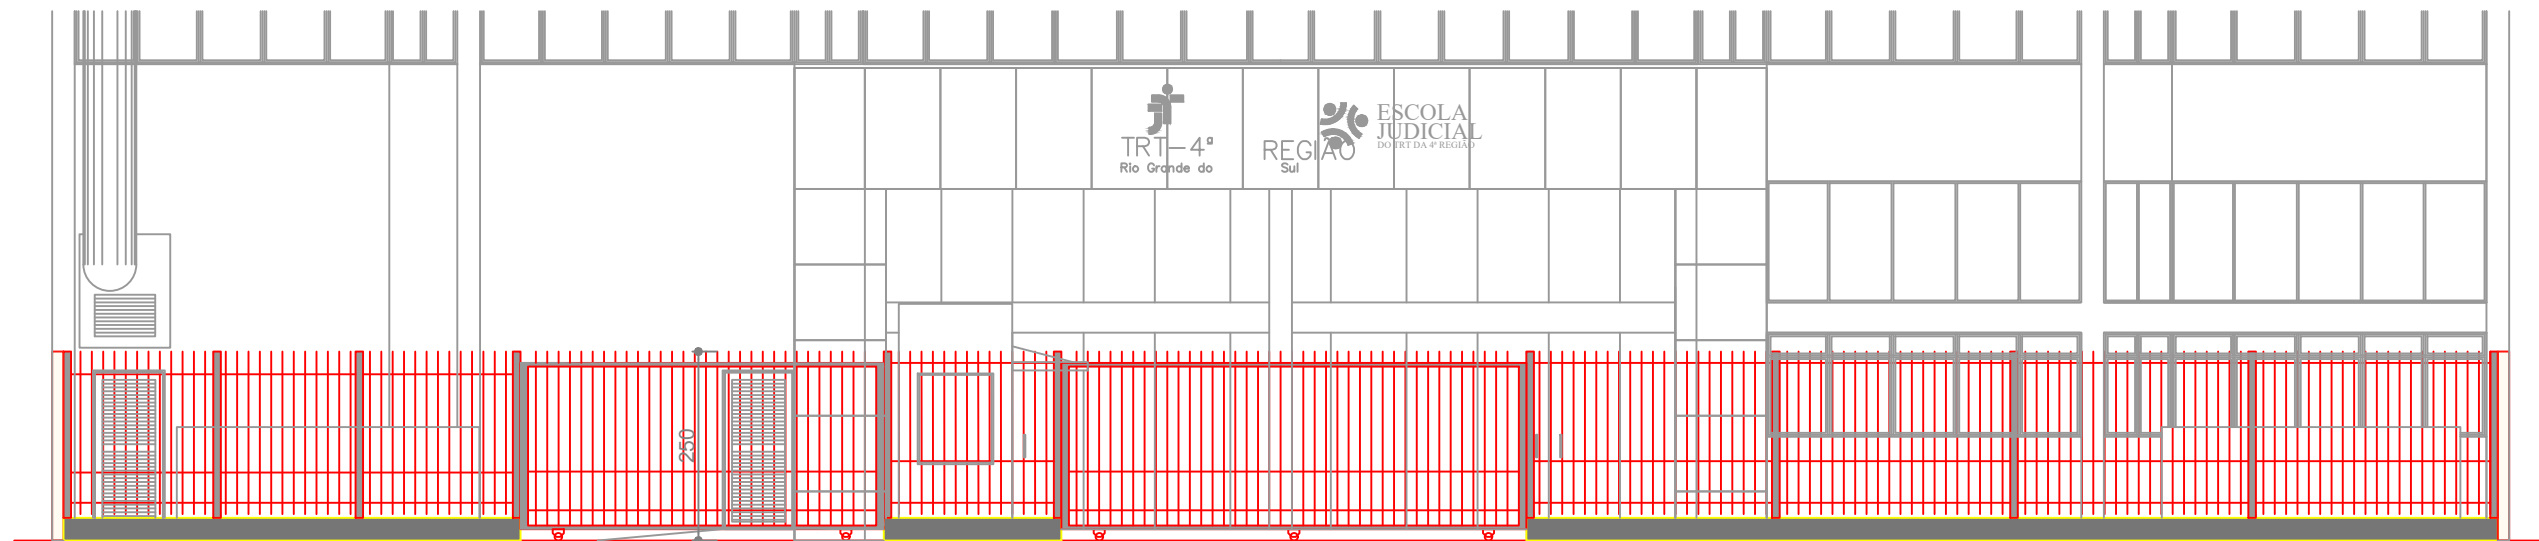 TRT-4ª REGIÃO
Rio Grande do Sul
ESCOLA
JUDICIAL
DO TRT DA 4ª REGIÃO
250